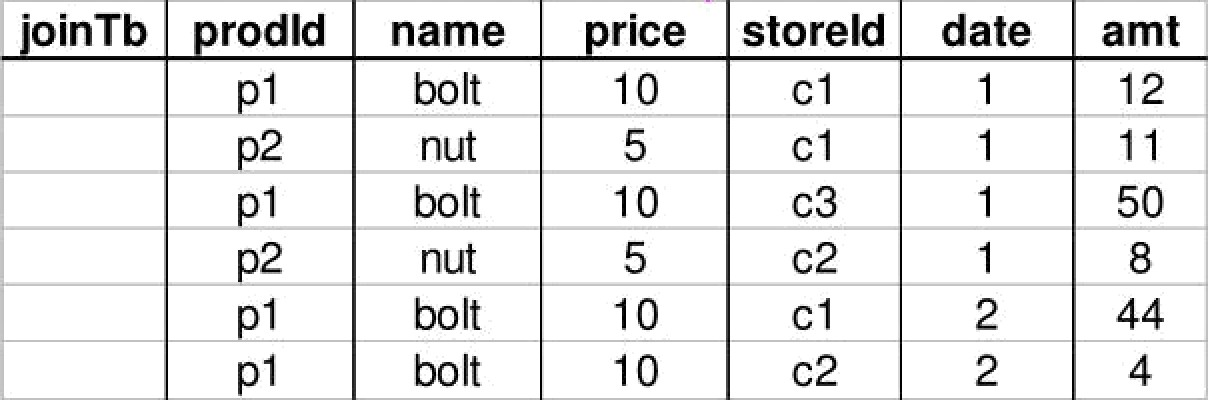 joinTb prodId name price storeId date amt
p1 bolt 10 c1 1 12
p2 nut 5 c1 1 11
p1 bolt 10 c3 1 50
p2 nut 5 c2 1 8
p1 bolt 10 c1 2 44
p1 bolt 10 c2 2 4